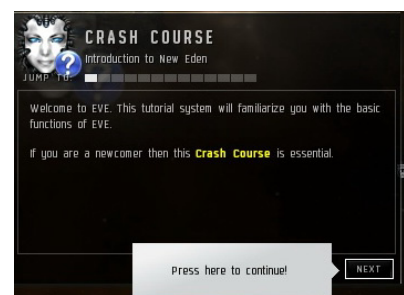 CRASH COURSE
Introduction to New Eden
JUMP TO:
Welcome to EVE. This tutorial system will familiarize you with the basic
functions of EVE.
If you are a newcomer then this Crash Course is essential.
Press here to continue!
NEXT